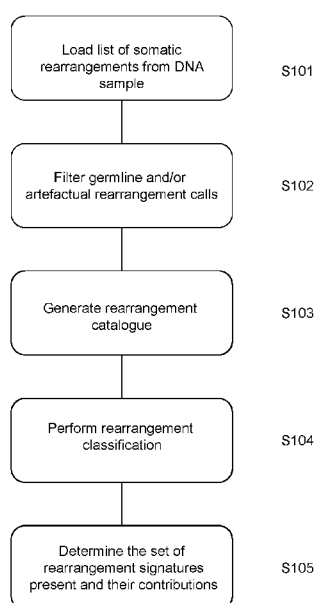 Load list of somatic
rearrangements from DNA
sample
S101
Filter germline and/or
artefactual rearrangement calls
S102
Generate rearrangement
catalogue
S103
Perform rearrangement
classification
S104
Determine the set of
rearrangement signatures
present and their contributions
S105